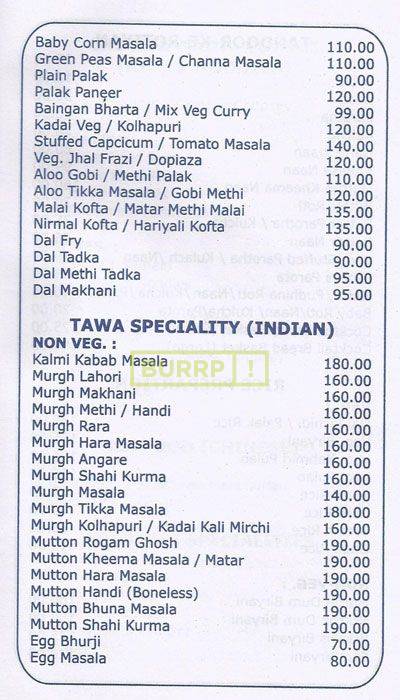 Baby Corn Masala 110.00
Green Peas Masala / Channa Masala 110.00
Plain Palak 90.00
Palak Paneer 120.00
Baingan Bharta / Mix Veg Curry 99.00
Kadai Veg / Kolhapuri 120.00
Stuffed Capcicum / Tomato Masala 140.00
Veg. Jhal Frazi / Dopiaza 120.00
Aloo Gobi / Methi Palak 110.00
Aloo Tikka Masala / Gobi Methi 120.00
Malai Kofta / Matar Methi Malai 135.00
Nirmal Kofta / Hariyali Kofta 135.00
Dal Fry 90.00
Dal Tadka 90.00
Dal Methi Tadka 95.00
Dal Makhani 95.00
TAWA SPECIALITY (INDIAN)
NON VEG. :
Kalmi Kabab Masala 180.00
BURRP!
Murgh Lahori 160.00
Murgh Makhani 160.00
Murgh Methi / Handi 160.00
Murgh Rara 160.00
Murgh Hara Masala 160.00
Murgh Angare 160.00
Murgh Shahi Kurma 160.00
Murgh Masala 140.00
Murgh Tikka Masala 180.00
Murgh Kolhapuri / Kadai Kali Mirchi 160.00
Mutton Rogam Ghosh 190.00
Mutton Kheema Masala / Matar 190.00
Mutton Hara Masala 190.00
Mutton Handi (Boneless) 190.00
Mutton Bhuna Masala 190.00
Mutton Shahi Kurma 190.00
Egg Bhurji 70.00
Egg Masala 80.00